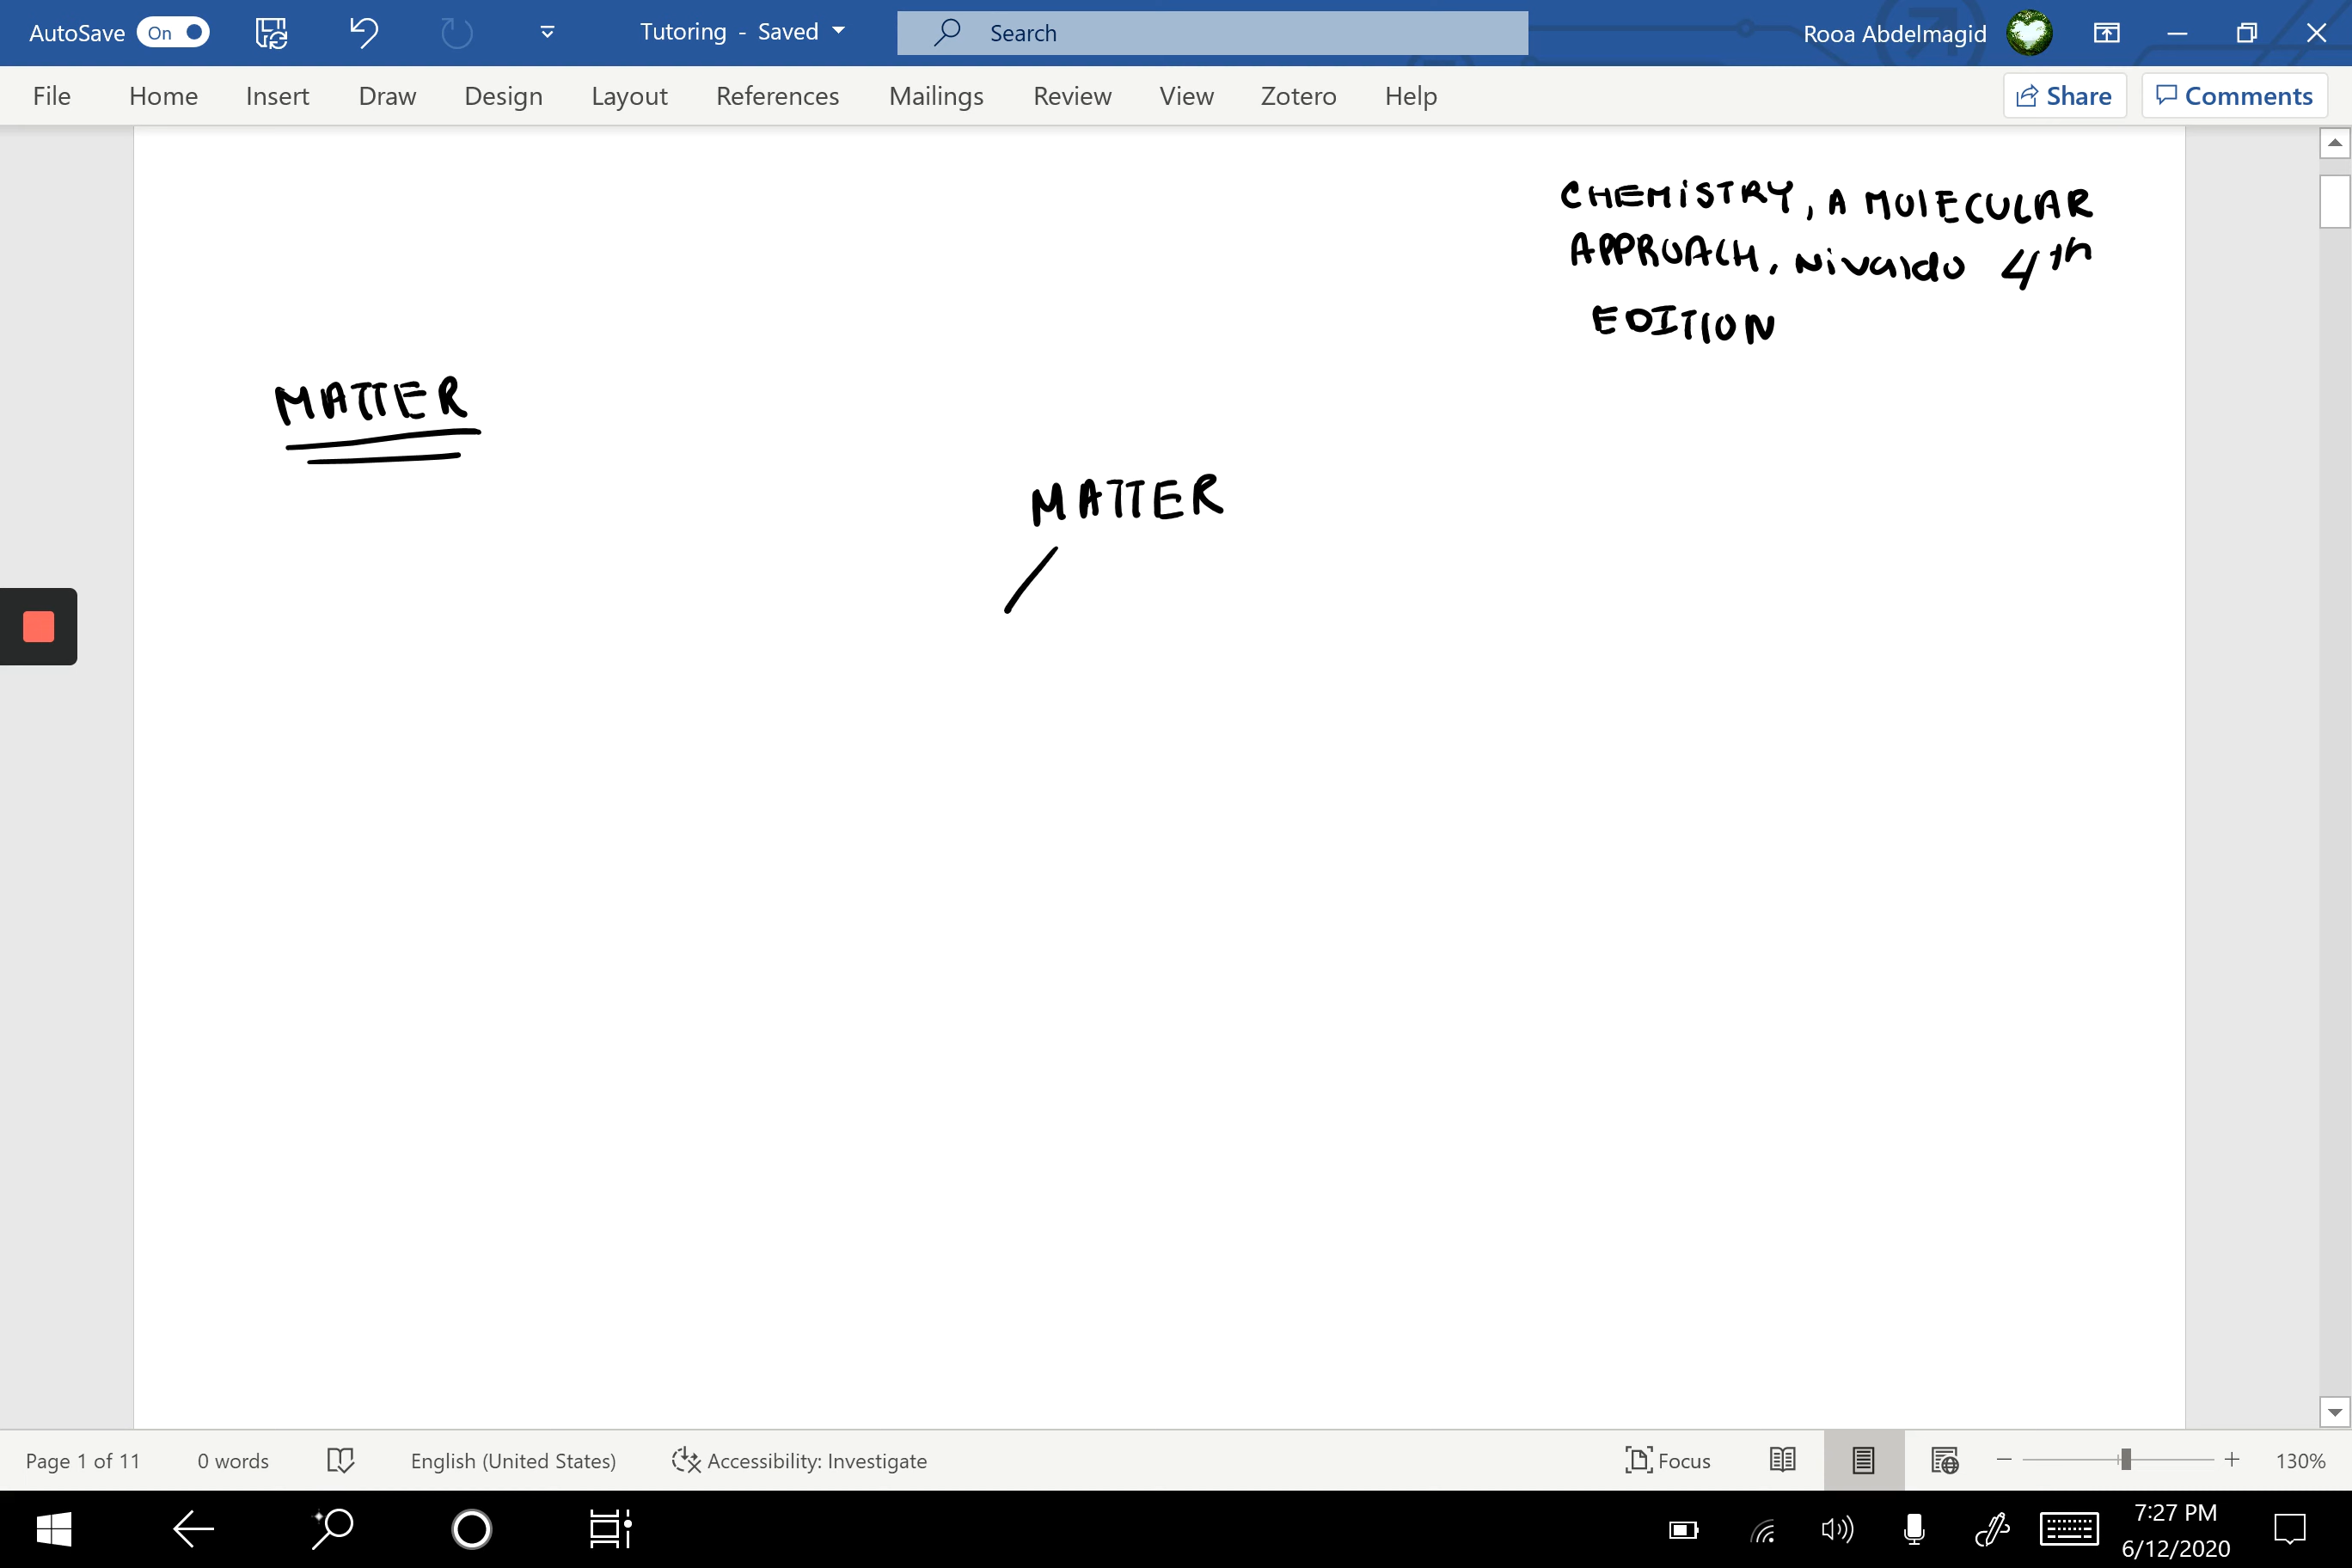 AutoSave On Tutoring - Saved Search Rooa Abdelmagid
File Home Insert Draw Design Layout References Mailings Review View Zotero Help Share Comments
CHEMISTRY, A MOLECULAR
APPROACH, Nivaldo 4th
EDITION
MATTER
MATTER
Page 1 of 11 0 words English (United States) Accessibility: Investigate Focus 130%
7:27 PM
6/12/2020